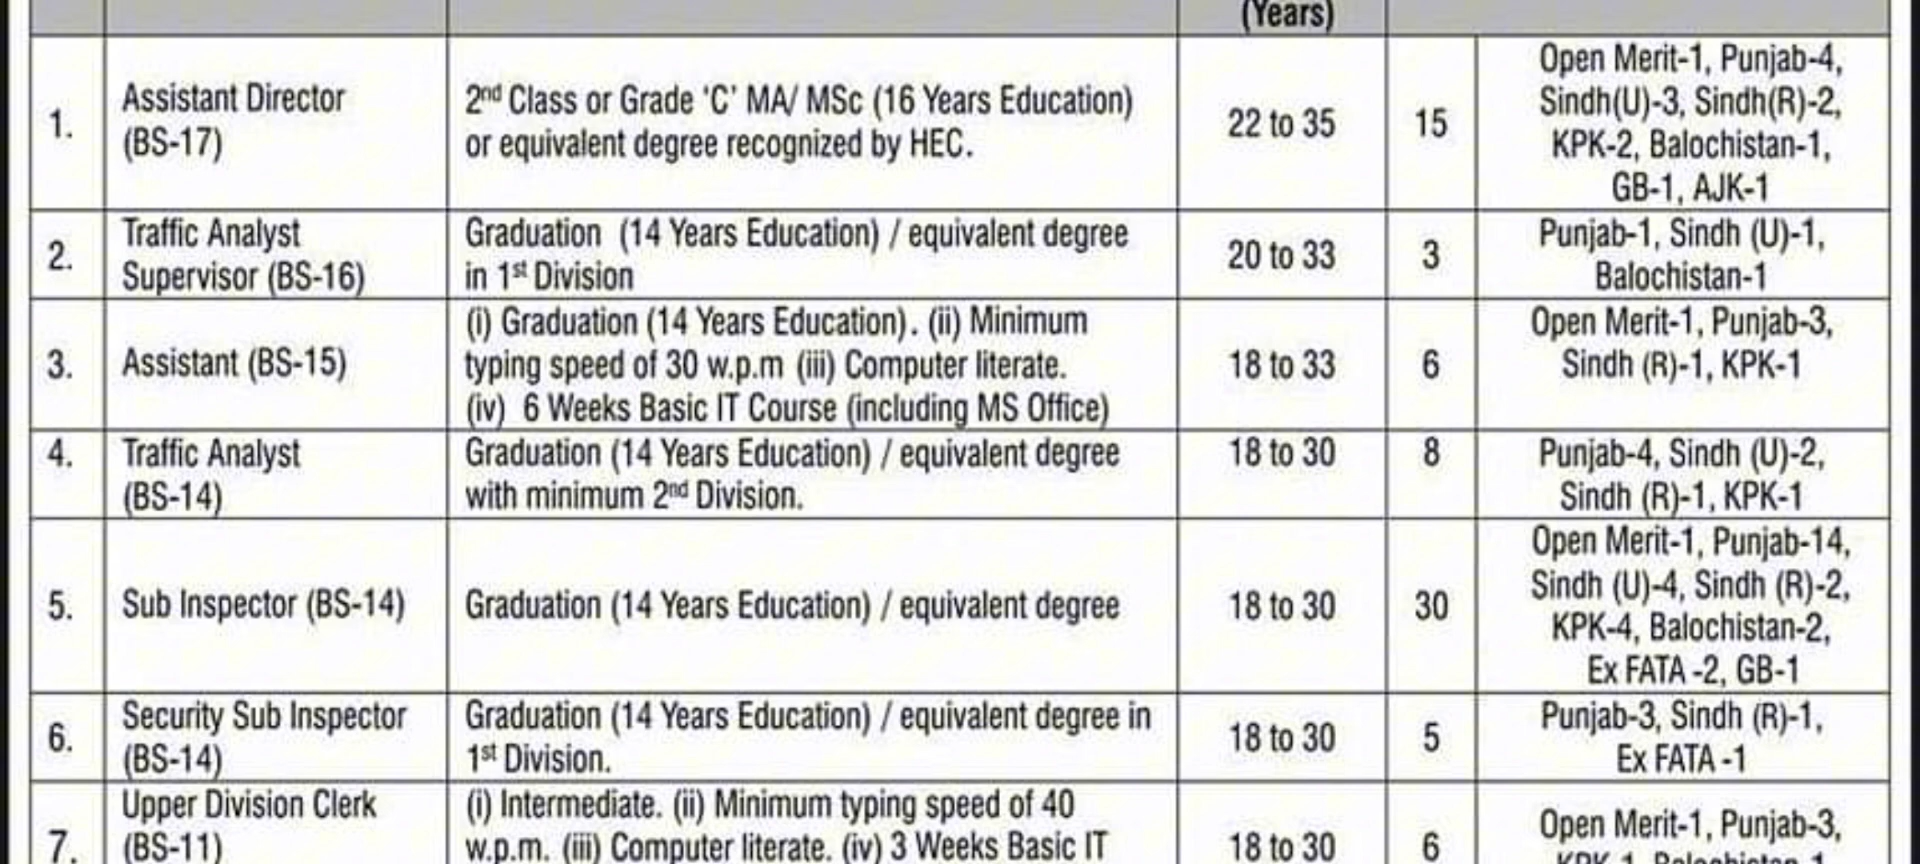 (Years)
1.
Assistant Director
(BS-17)
2nd Class or Grade ‘C’ MA/ MSc (16 Years Education)
or equivalent degree recognized by HEC.
22 to 35
15
Open Merit-1, Punjab-4,
Sindh(U)-3, Sindh(R)-2,
KPK-2, Balochistan-1,
GB-1, AJK-1
2.
Traffic Analyst
Supervisor (BS-16)
Graduation (14 Years Education) / equivalent degree
in 1st Division
20 to 33
3
Punjab-1, Sindh (U)-1,
Balochistan-1
3.
Assistant (BS-15)
(i) Graduation (14 Years Education). (ii) Minimum
typing speed of 30 w.p.m (iii) Computer literate.
(iv) 6 Weeks Basic IT Course (including MS Office)
18 to 33
6
Open Merit-1, Punjab-3,
Sindh (R)-1, KPK-1
4.
Traffic Analyst
(BS-14)
Graduation (14 Years Education) / equivalent degree
with minimum 2nd Division.
18 to 30
8
Punjab-4, Sindh (U)-2,
Sindh (R)-1, KPK-1
5.
Sub Inspector (BS-14)
Graduation (14 Years Education) / equivalent degree
18 to 30
30
Open Merit-1, Punjab-14,
Sindh (U)-4, Sindh (R)-2,
KPK-4, Balochistan-2,
Ex FATA -2, GB-1
6.
Security Sub Inspector
(BS-14)
Graduation (14 Years Education) / equivalent degree in
1st Division.
18 to 30
5
Punjab-3, Sindh (R)-1,
Ex FATA -1
7.
Upper Division Clerk
(BS-11)
(i) Intermediate. (ii) Minimum typing speed of 40
w.p.m. (iii) Computer literate. (iv) 3 Weeks Basic IT
18 to 30
6
Open Merit-1, Punjab-3,
KPK-1, Balochistan-1